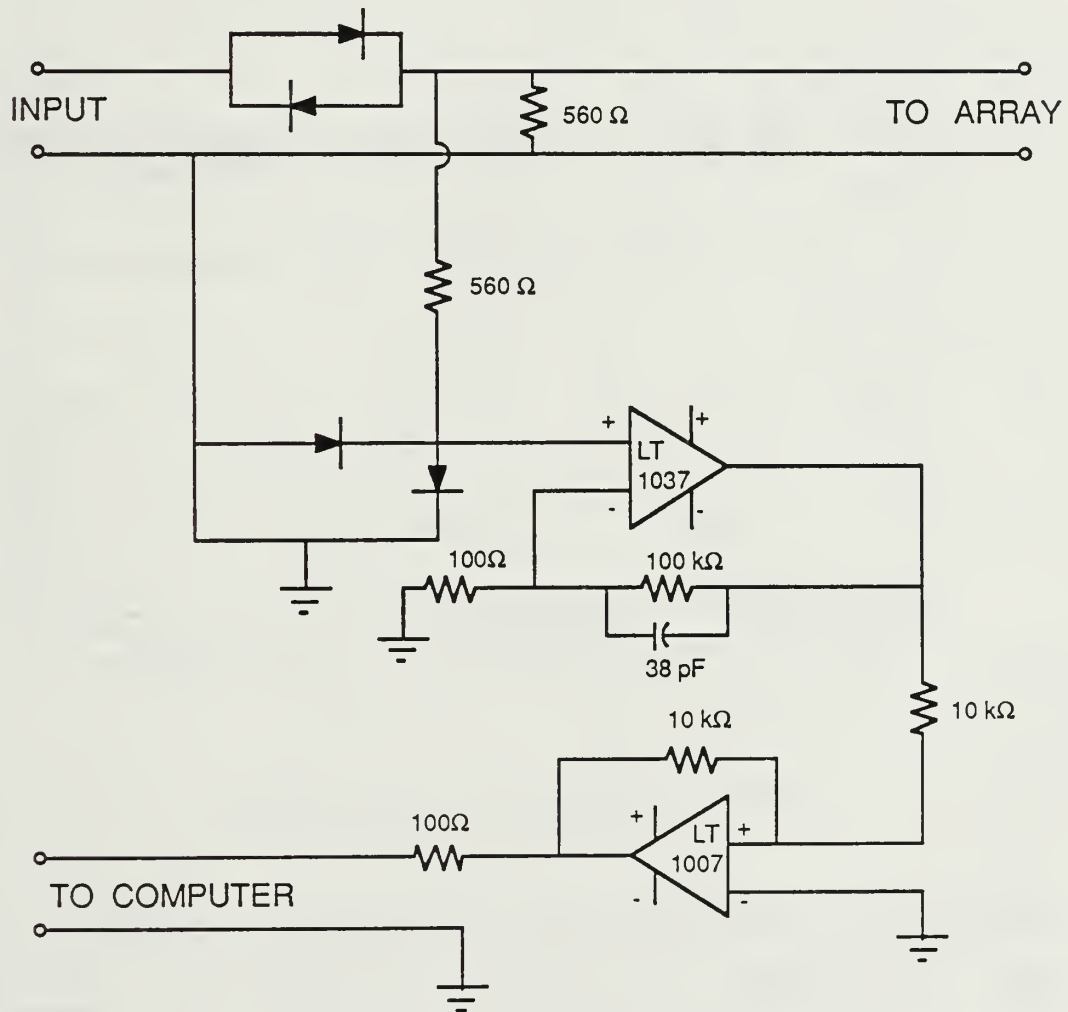 INPUT
560 Ω
TO ARRAY
560 Ω
+
+
LT
1037
-
-
100Ω
100 kΩ
38 pF
10 kΩ
10 kΩ
100Ω
+
LT
+
1007
-
-
TO COMPUTER